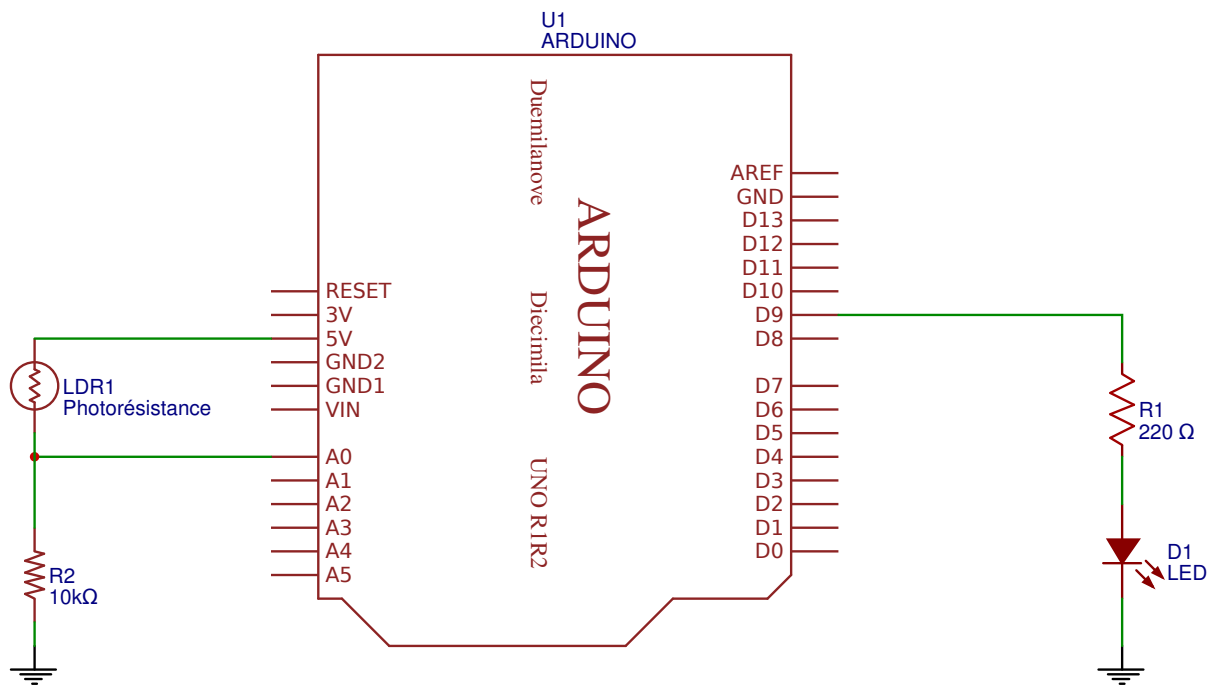 U1
ARDUINO
Duemilanove
Diecimila
UNO R1R2
ARDUINO
RESET
3V
5V
GND2
GND1
VIN
A0
A1
A2
A3
A4
A5
AREF
GND
D13
D12
D11
D10
D9
D8
D7
D6
D5
D4
D3
D2
D1
D0
LDR1
Photorésistance
R2
10kΩ
R1
220 Ω
D1
LED